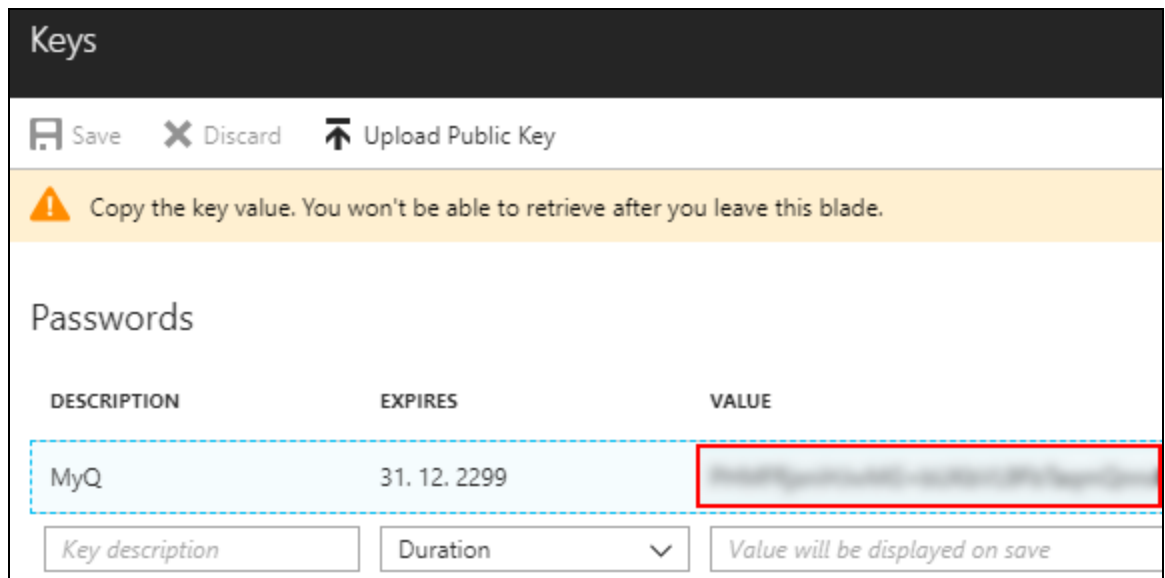 Keys
Save Discard Upload Public Key
Copy the key value. You won't be able to retrieve after you leave this blade.
Passwords
DESCRIPTION EXPIRES VALUE
MyQ 31. 12. 2299
Key description Duration Value will be displayed on save